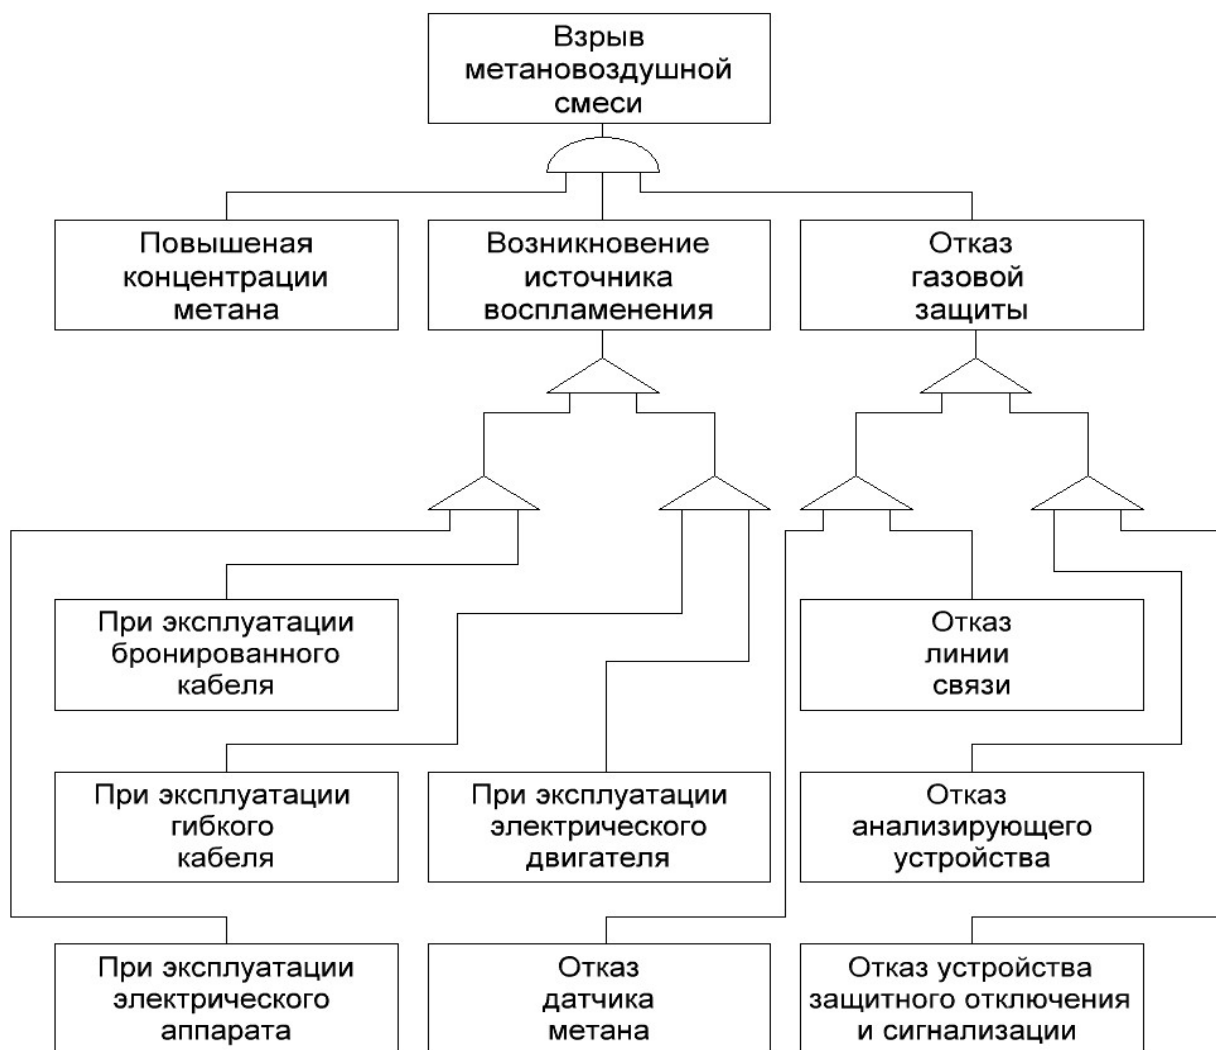 Взрыв
метановоздушной
смеси
Повышеная
концентрации
метана
Возникновение
источника
воспламенения
Отказ
газовой
защиты
При эксплуатации
бронированного
кабеля
Отказ
линии
связи
При эксплуатации
гибкого
кабеля
При эксплуатации
электрического
двигателя
Отказ
анализирующего
устройства
При эксплуатации
электрического
аппарата
Отказ
датчика
метана
Отказ устройства
защитного отключения
и сигнализации